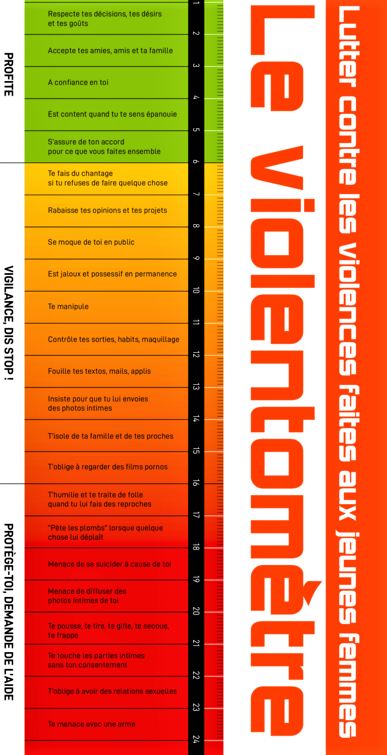 Lutter contre les violences faites aux jeunes femmes
Le violentomètre
PROFITE
1
Respecte tes décisions, tes désirs
et tes goûts
2
Accepte tes amies, amis et ta famille
3
A confiance en toi
4
Est content quand tu te sens épanouie
5
S'assure de ton accord
pour ce que vous faites ensemble
6
VIGILANCE, DIS STOP !
Te fais du chantage
si tu refuses de faire quelque chose
7
Rabaisse tes opinions et tes projets
8
Se moque de toi en public
9
Est jaloux et possessif en permanence
10
Te manipule
11
Contrôle tes sorties, habits, maquillage
12
Fouille tes textos, mails, applis
13
Insiste pour que tu lui envoies
des photos intimes
14
T'isole de ta famille et de tes proches
15
T'oblige à regarder des films pornos
16
PROTÈGE-TOI, DEMANDE DE L'AIDE
T'humilie et te traite de folle
quand tu lui fais des reproches
17
"Pète les plombs" lorsque quelque
chose lui déplaît
18
Menace de se suicider à cause de toi
19
Menace de diffuser des
photos intimes de toi
20
Te pousse, te tire, te gifle, te secoue,
te frappe
21
Te touche les parties intimes
sans ton consentement
22
T'oblige à avoir des relations sexuelles
23
Te menace avec une arme
24